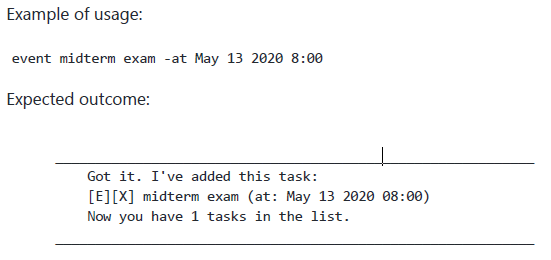 Example of usage:
event midterm exam -at May 13 2020 8:00
Expected outcome:
Got it. I've added this task:
[E][X] midterm exam (at: May 13 2020 08:00)
Now you have 1 tasks in the list.